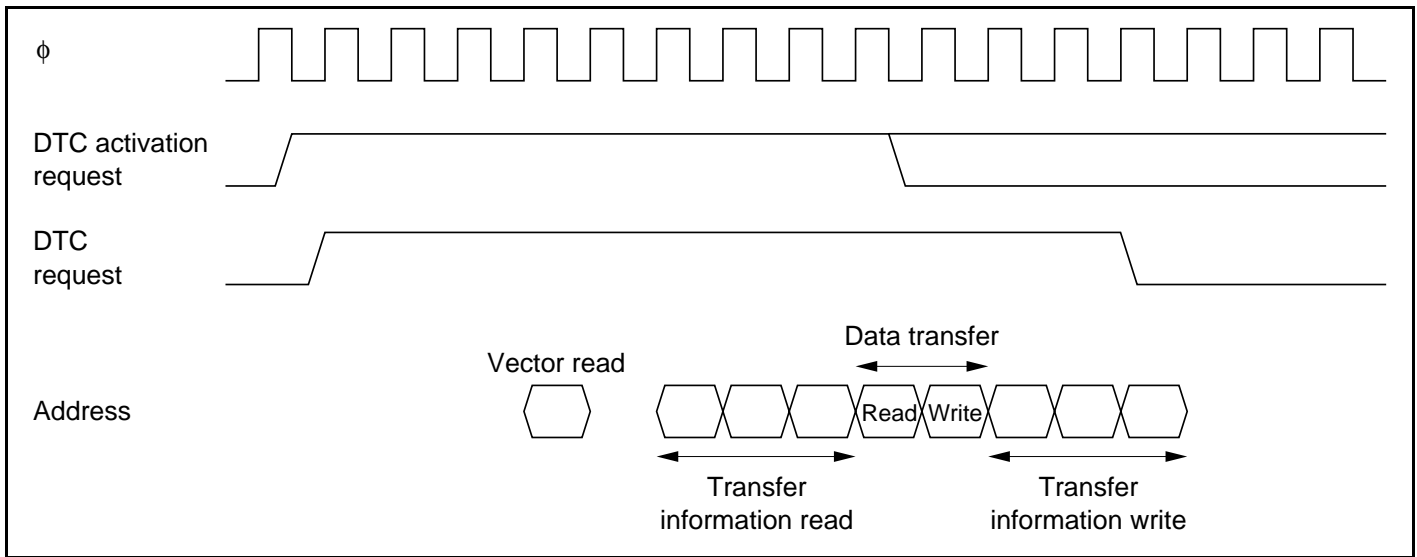 ϕ
DTC activation
request
DTC
request
Data transfer
Vector read
Address
Read
Write
Transfer
information read
Transfer
information write